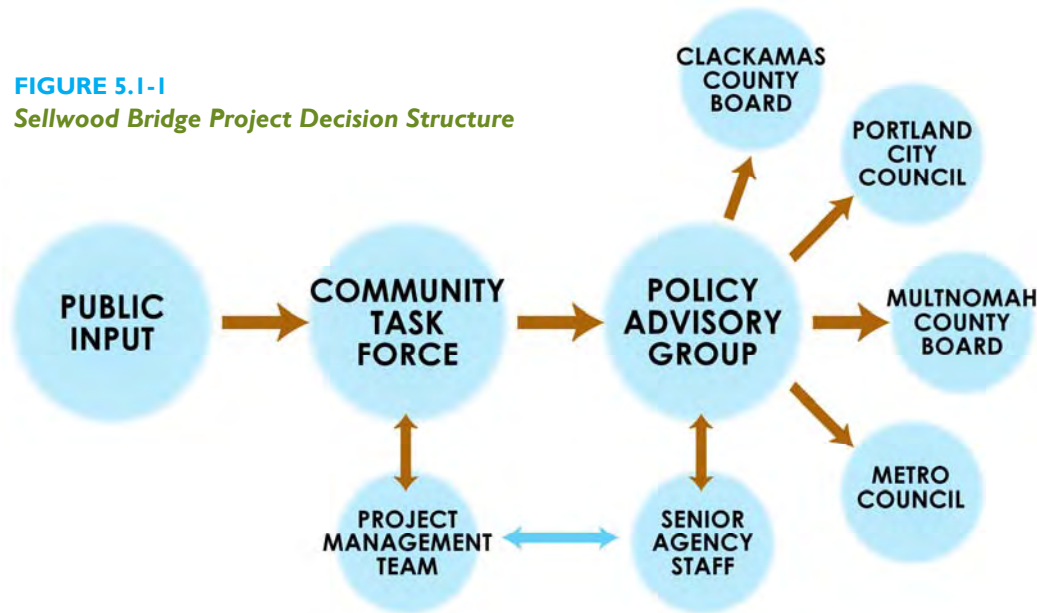 FIGURE 5.1-1
Sellwood Bridge Project Decision Structure
PUBLIC
INPUT
COMMUNITY
TASK
FORCE
POLICY
ADVISORY
GROUP
CLACKAMAS
COUNTY
BOARD
PORTLAND
CITY
COUNCIL
MULTNOMAH
COUNTY
BOARD
METRO
COUNCIL
PROJECT
MANAGEMENT
TEAM
SENIOR
AGENCY
STAFF